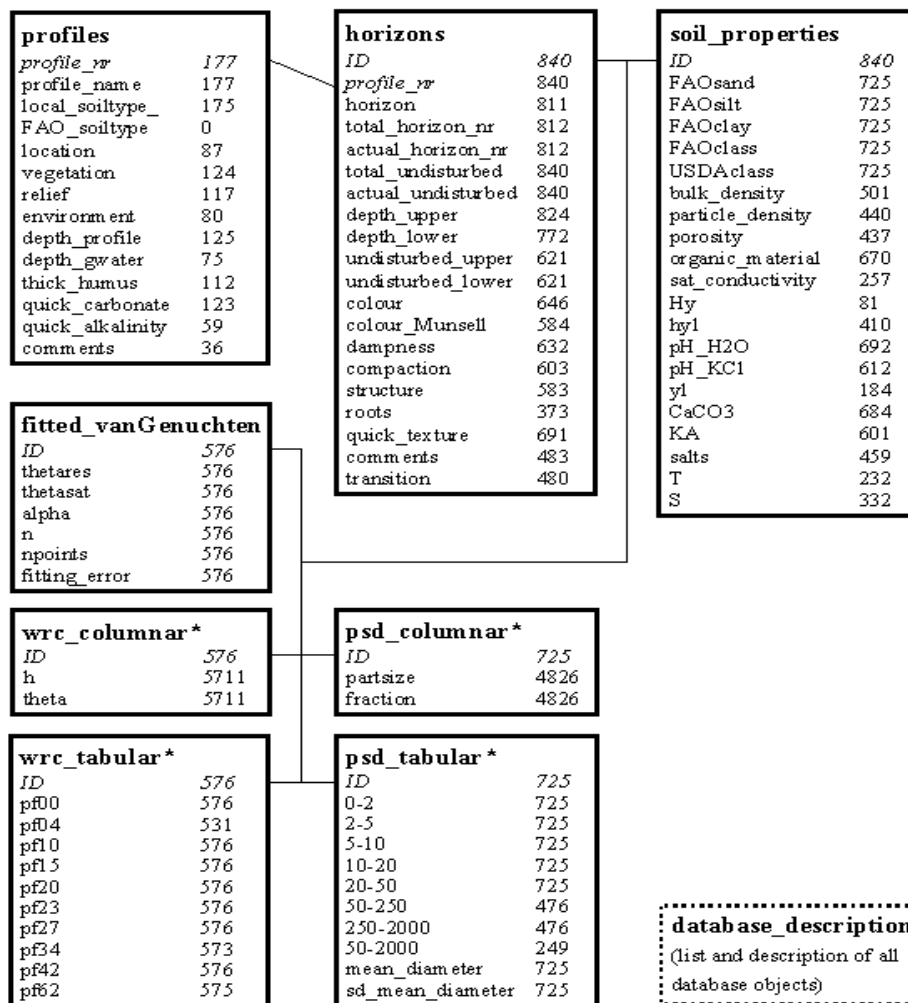 profiles
profile_nr 177
profile_name 177
local_soiltype_ 175
FAO_soiltype 0
location 87
vegetation 124
relief 117
environment 80
depth_profile 125
depth_gwater 75
thick_humus 112
quick_carbonate 123
quick_alkalinity 59
comments 36
horizons
ID 840
profile_nr 840
horizon 811
total_horizon_nr 812
actual_horizon_nr 812
total_undisturbed 840
actual_undisturbed 840
depth_upper 824
depth_lower 772
undisturbed_upper 621
undisturbed_lower 621
colour 646
colour_Munsell 584
dampness 632
compaction 603
structure 583
roots 373
quick_texture 691
comments 483
transition 480
soil_properties
ID 840
FAOsand 725
FAOsilt 725
FAOclay 725
FAOclass 725
USDAclass 725
bulk_density 501
particle_density 440
porosity 437
organic_material 670
sat_conductivity 257
Hy 81
hy1 410
pH_H2O 692
pH_KC1 612
y1 184
CaCO3 684
KA 601
salts 459
T 232
S 332
fitted_vanGenuchten
ID 576
thetares 576
thetasat 576
alpha 576
n 576
npoints 576
fitting_error 576
wrc_columnar*
ID 576
h 5711
theta 5711
psd_columnar*
ID 725
partsize 4826
fraction 4826
wrc_tabular*
ID 576
pf00 576
pf04 531
pf10 576
pf15 576
pf20 576
pf23 576
pf27 576
pf34 573
pf42 576
pf62 575
psd_tabular*
ID 725
0-2 725
2-5 725
5-10 725
10-20 725
20-50 725
50-250 476
250-2000 476
50-2000 249
mean_diameter 725
sd_mean_diameter 725
database_description
(list and description of all
database objects)